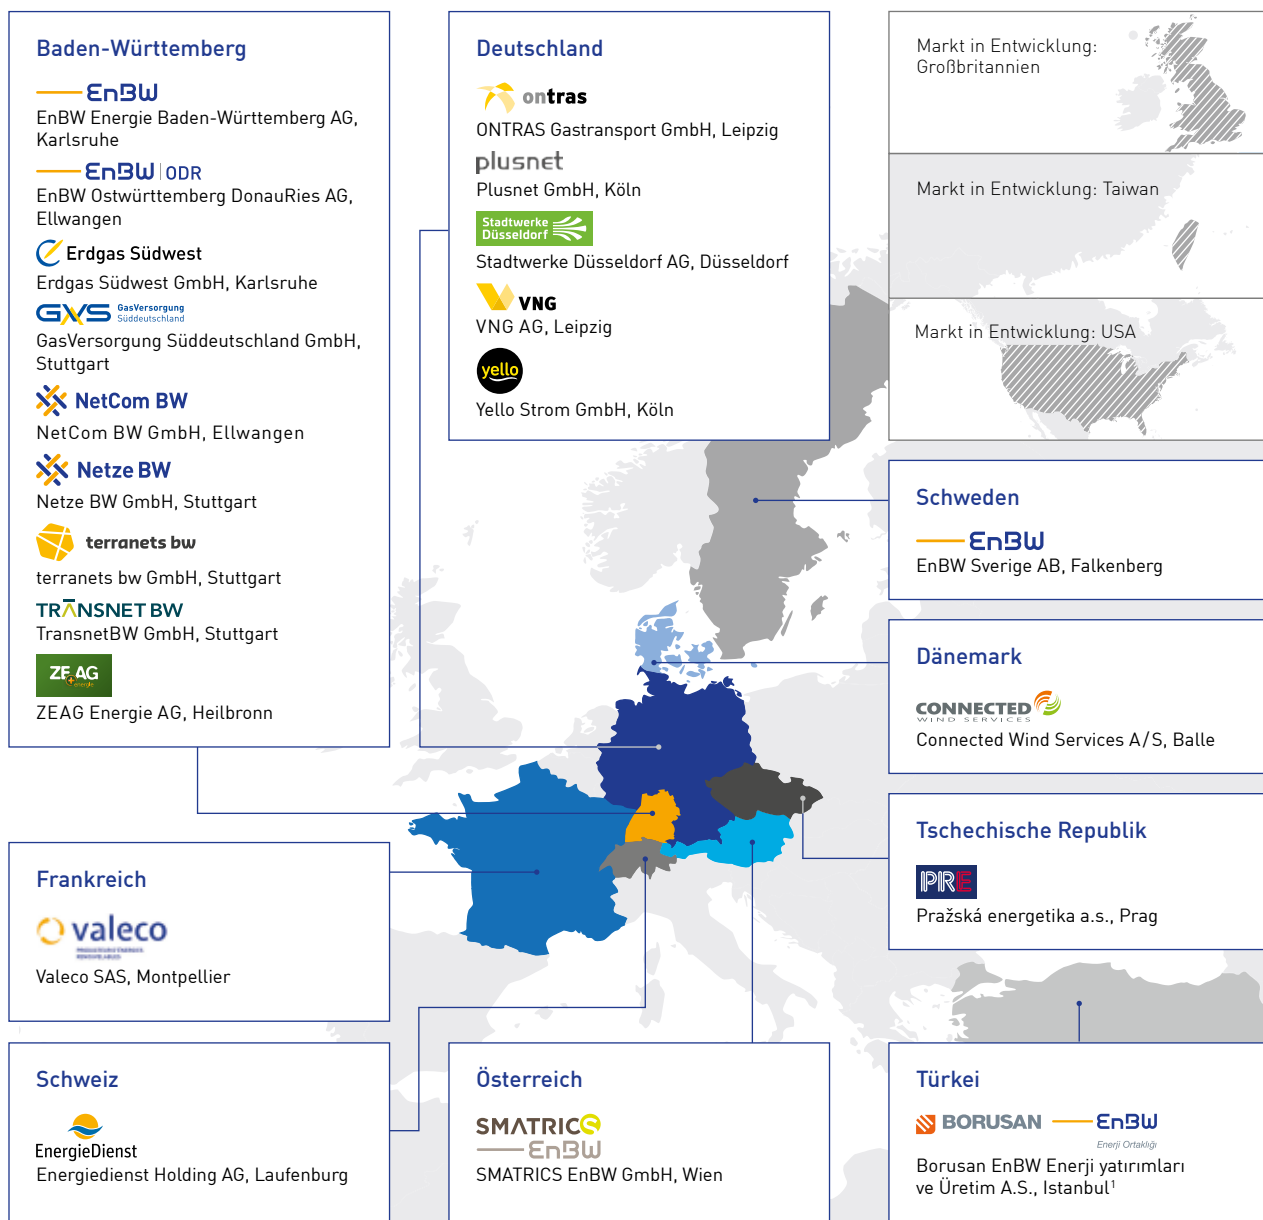 Baden-Württemberg
EnBW
EnBW Energie Baden-Württemberg AG,
Karlsruhe
EnBW | ODR
EnBW Ostwürttemberg DonauRies AG,
Ellwangen
Erdgas Südwest
Erdgas Südwest GmbH, Karlsruhe
GVS GasVersorgung
Süddeutschland
GasVersorgung Süddeutschland GmbH,
Stuttgart
NetCom BW
NetCom BW GmbH, Ellwangen
Netze BW
Netze BW GmbH, Stuttgart
terranets bw
terranets bw GmbH, Stuttgart
TRANSNET BW
TransnetBW GmbH, Stuttgart
ZEAG
energie
ZEAG Energie AG, Heilbronn
Deutschland
ontras
ONTRAS Gastransport GmbH, Leipzig
plusnet
Plusnet GmbH, Köln
Stadtwerke
Düsseldorf
Stadtwerke Düsseldorf AG, Düsseldorf
VNG
VNG AG, Leipzig
yello
Yello Strom GmbH, Köln
Markt in Entwicklung:
Großbritannien
Markt in Entwicklung: Taiwan
Markt in Entwicklung: USA
Schweden
EnBW
EnBW Sverige AB, Falkenberg
Dänemark
CONNECTED
WIND SERVICES
Connected Wind Services A/S, Balle
Tschechische Republik
PRE
Pražská energetika a.s., Prag
Frankreich
valeco
PRODUCTEUR D'ÉNERGIES
RENOUVELABLES
Valeco SAS, Montpellier
Schweiz
EnergieDienst
Energiedienst Holding AG, Laufenburg
Österreich
SMATRICS
EnBW
SMATRICS EnBW GmbH, Wien
Türkei
BORUSAN EnBW
Enerji Ortaklığı
Borusan EnBW Enerji yatırımları
ve Üretim A.S., Istanbul¹